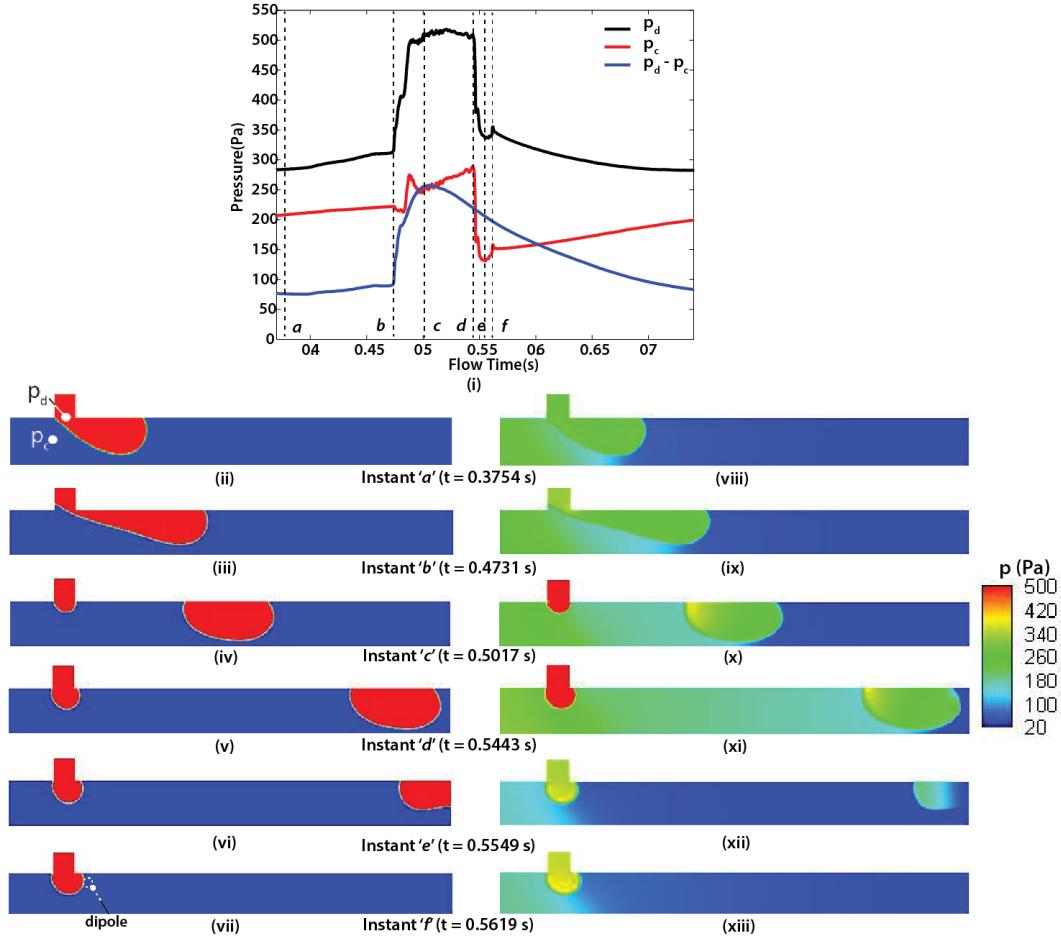 550
500
450
400
350
300
250
200
150
100
50
0
Pressure(Pa)
p_d
p_c
p_d - p_c
a
b
c
d
e
f
04
0.45
05
0.55
06
0.65
07
Flow Time(s)
(i)
p_d
p_c
(ii)
Instant 'a' (t = 0.3754 s)
(viii)
(iii)
Instant 'b' (t = 0.4731 s)
(ix)
(iv)
Instant 'c' (t = 0.5017 s)
(x)
(v)
Instant 'd' (t = 0.5443 s)
(xi)
(vi)
Instant 'e' (t = 0.5549 s)
(xii)
dipole
(vii)
Instant 'f' (t = 0.5619 s)
(xiii)
p (Pa)
500
420
340
260
180
100
20